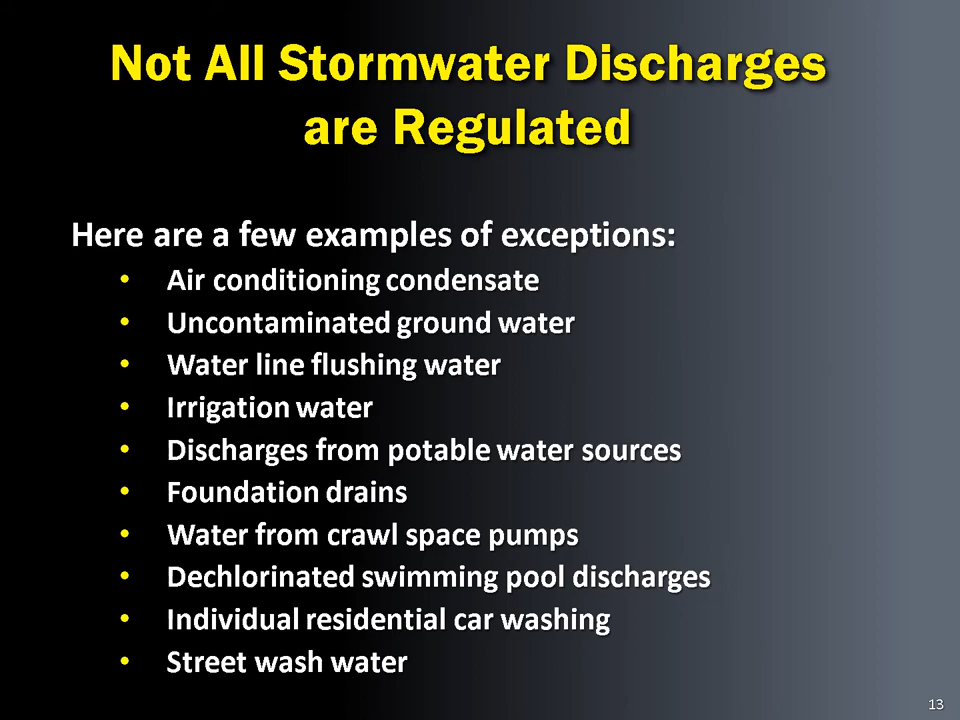 Not All Stormwater Discharges
are Regulated
Here are a few examples of exceptions:
• Air conditioning condensate
• Uncontaminated ground water
• Water line flushing water
• Irrigation water
• Discharges from potable water sources
• Foundation drains
• Water from crawl space pumps
• Dechlorinated swimming pool discharges
• Individual residential car washing
• Street wash water
13